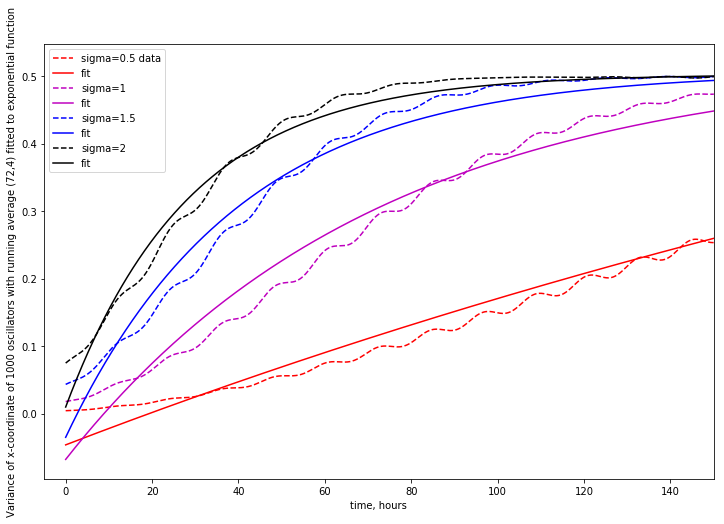 Variance of x-coordinate of 1000 oscillators with running average (72,4) fitted to exponential function
sigma=0.5 data
fit
sigma=1
fit
sigma=1.5
fit
sigma=2
fit
0.5
0.4
0.3
0.2
0.1
0.0
0 20 40 60 80 100 120 140
time, hours